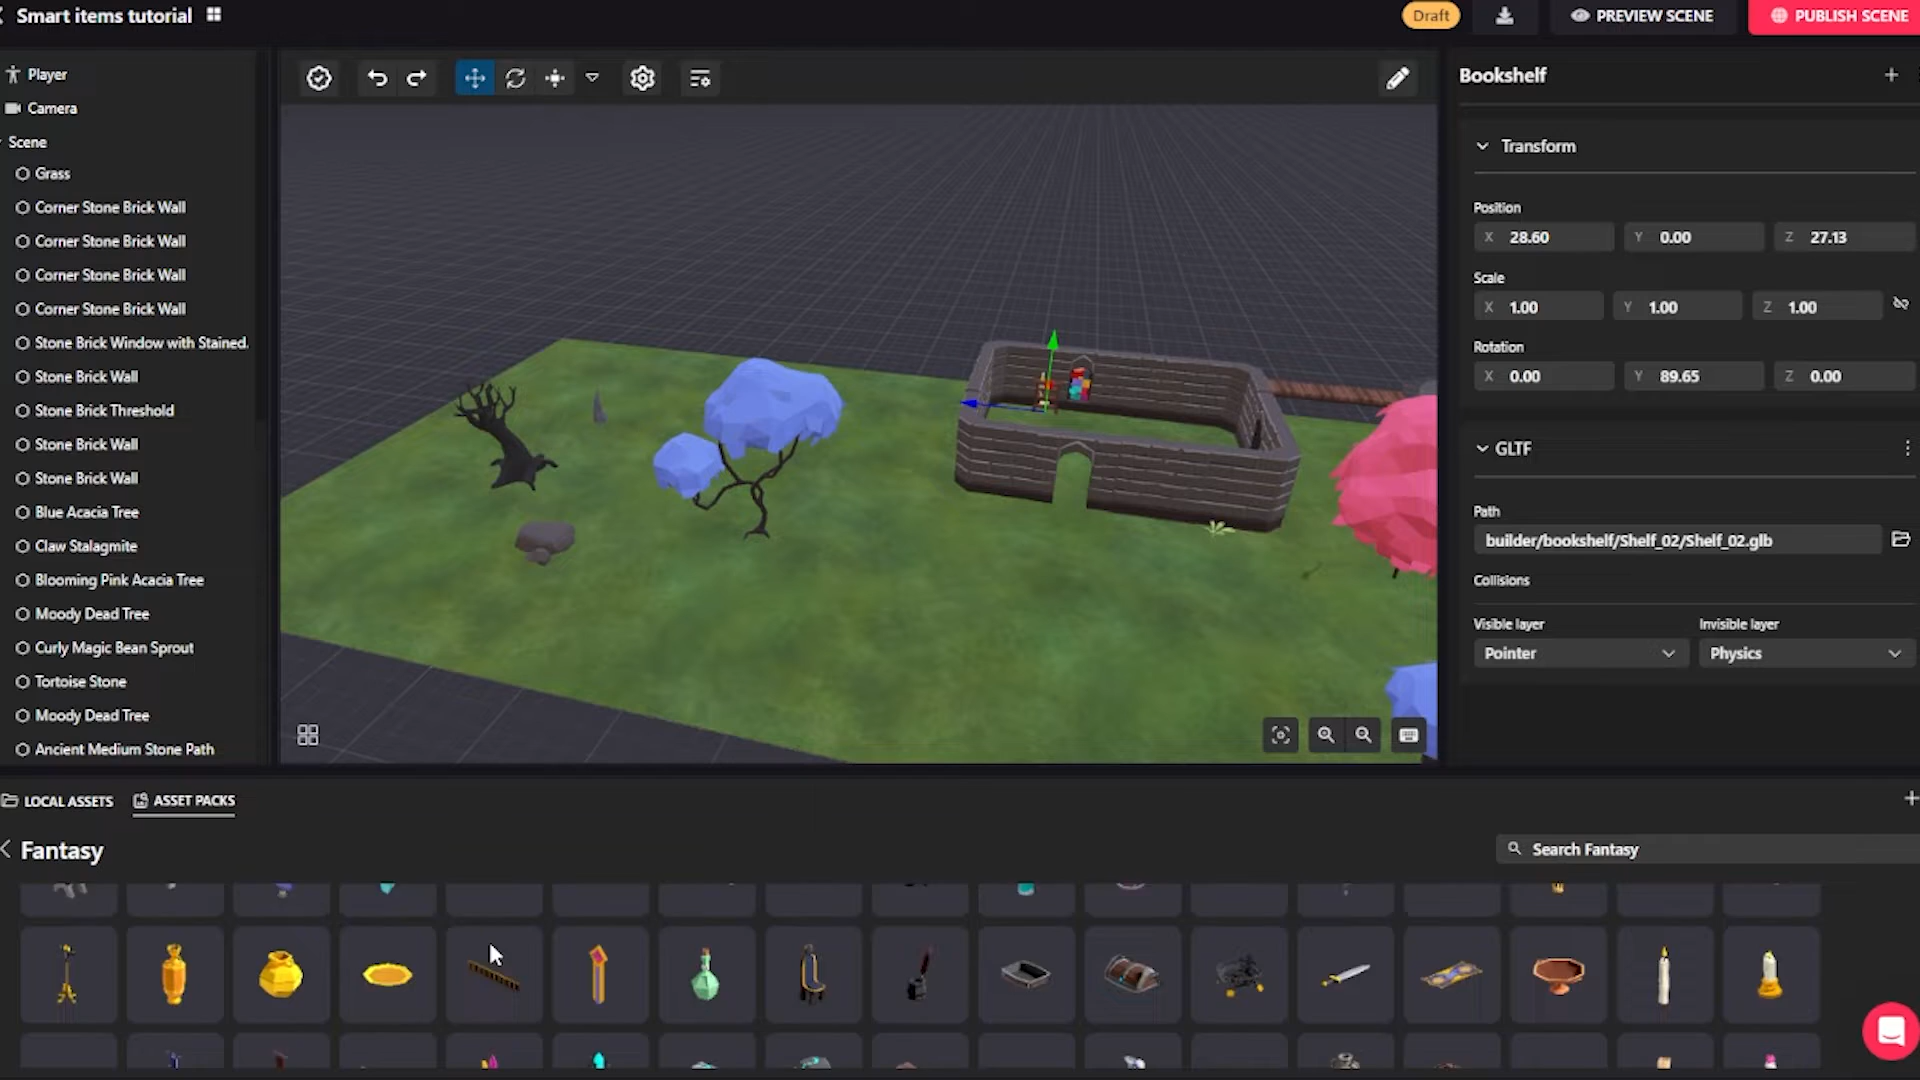 Smart items tutorial
Draft
PREVIEW SCENE
PUBLISH SCENE
Player
Camera
Scene
Grass
Corner Stone Brick Wall
Corner Stone Brick Wall
Corner Stone Brick Wall
Corner Stone Brick Wall
Stone Brick Window with Stained.
Stone Brick Wall
Stone Brick Threshold
Stone Brick Wall
Stone Brick Wall
Blue Acacia Tree
Claw Stalagmite
Blooming Pink Acacia Tree
Moody Dead Tree
Curly Magic Bean Sprout
Tortoise Stone
Moody Dead Tree
Ancient Medium Stone Path
Bookshelf
Transform
Position
X 28.60 Y 0.00 Z 27.13
Scale
X 1.00 Y 1.00 Z 1.00
Rotation
X 0.00 Y 89.65 Z 0.00
GLTF
Path
builder/bookshelf/Shelf_02/Shelf_02.glb
Collisions
Visible layer Invisible layer
Pointer Physics
LOCAL ASSETS ASSET PACKS
Fantasy
Search Fantasy